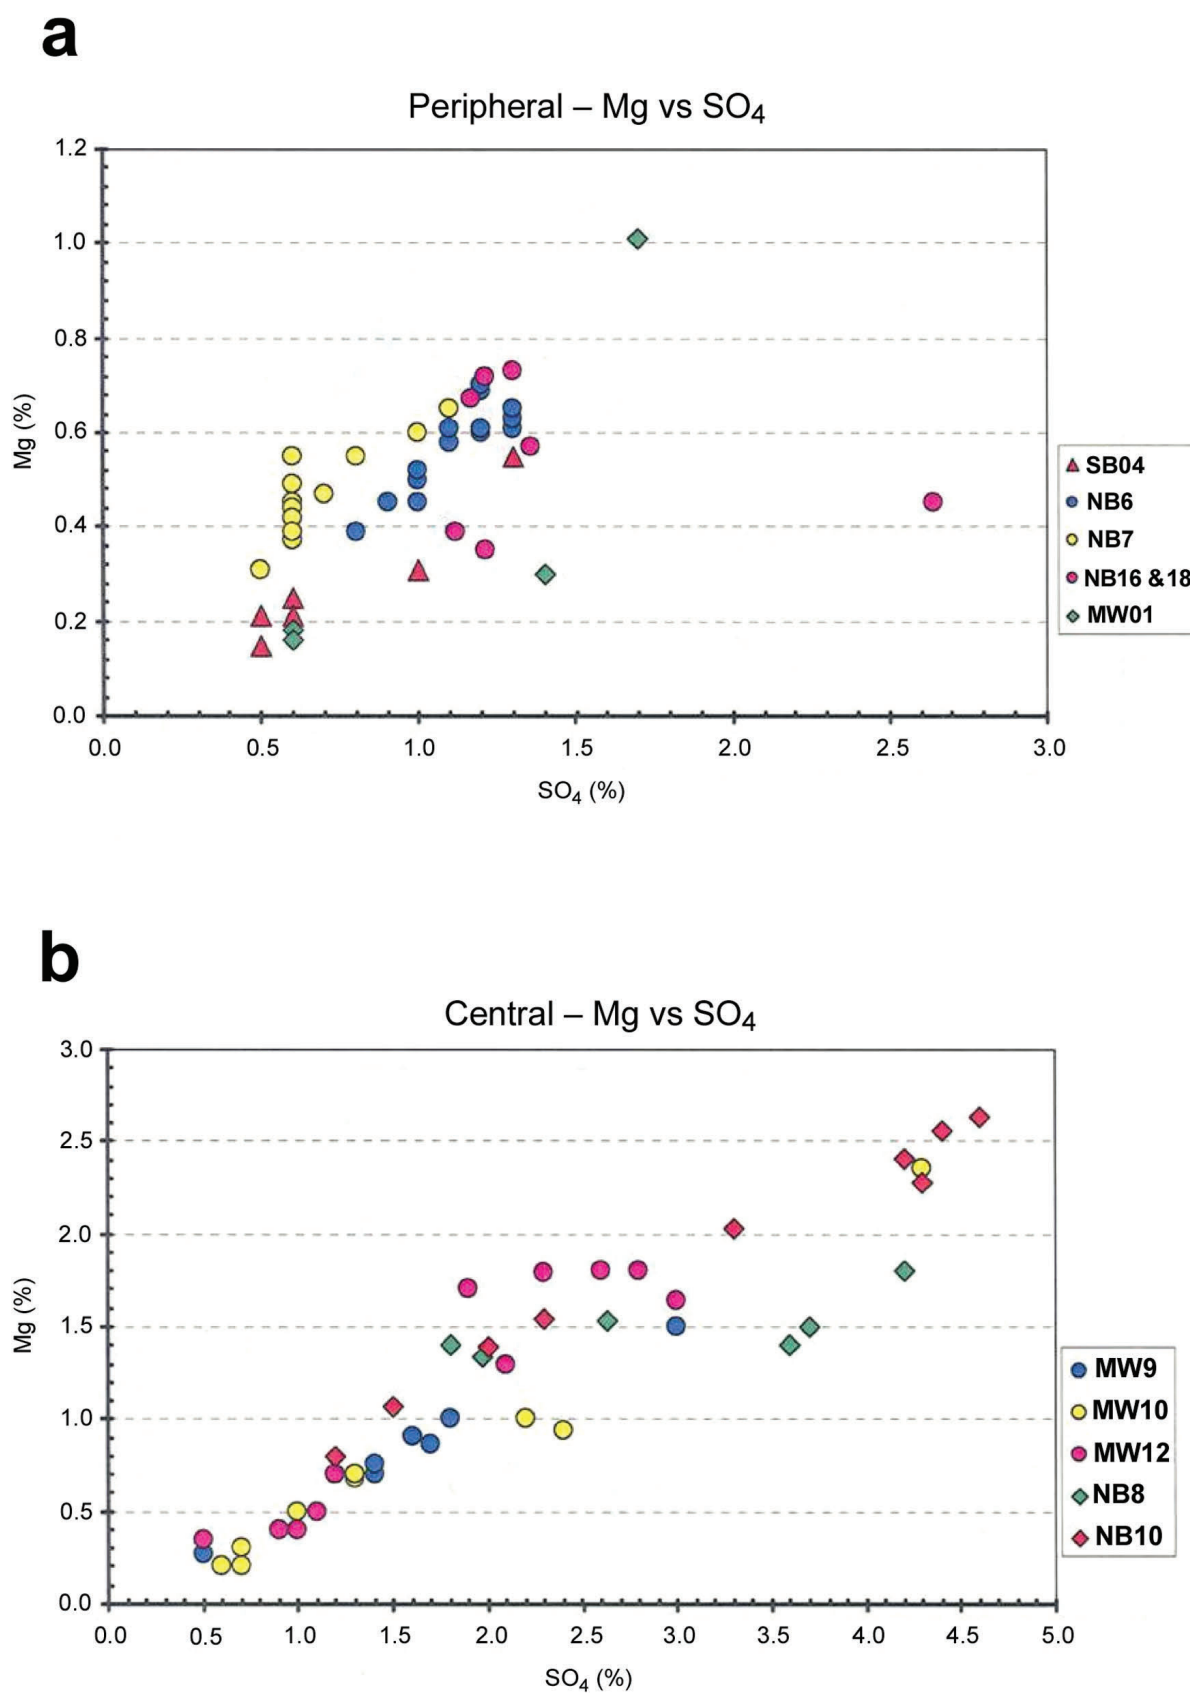 a
Peripheral – Mg vs SO4
1.2
1.0
0.8
0.6
0.4
0.2
0.0
Mg (%)
0.0 0.5 1.0 1.5 2.0 2.5 3.0
SO4 (%)
SB04
NB6
NB7
NB16 &18
MW01
b
Central – Mg vs SO4
3.0
2.5
2.0
1.5
1.0
0.5
0.0
Mg (%)
0.0 0.5 1.0 1.5 2.0 2.5 3.0 3.5 4.0 4.5 5.0
SO4 (%)
MW9
MW10
MW12
NB8
NB10